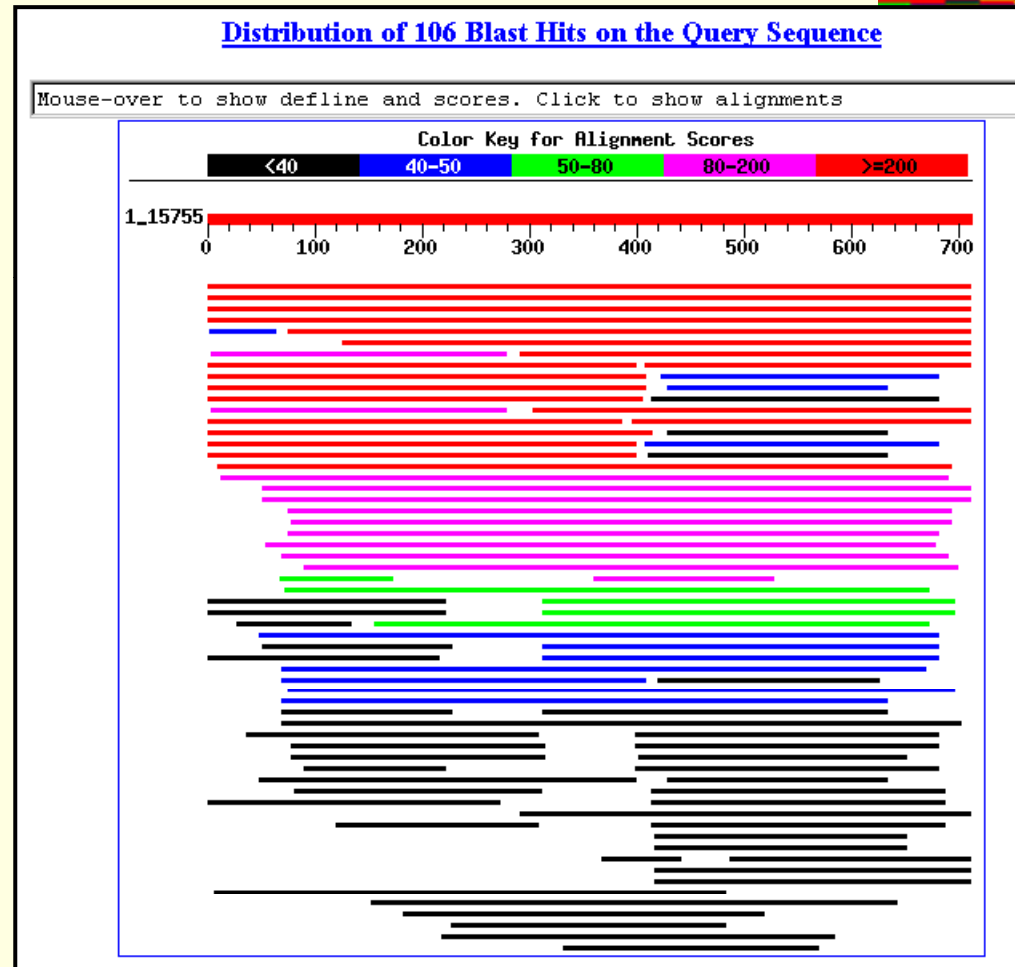 Distribution of 106 Blast Hits on the Query Sequence
Mouse-over to show defline and scores. Click to show alignments
Color Key for Alignment Scores
<40 40-50 50-80 80-200 >=200
1_15755
0 100 200 300 400 500 600 700